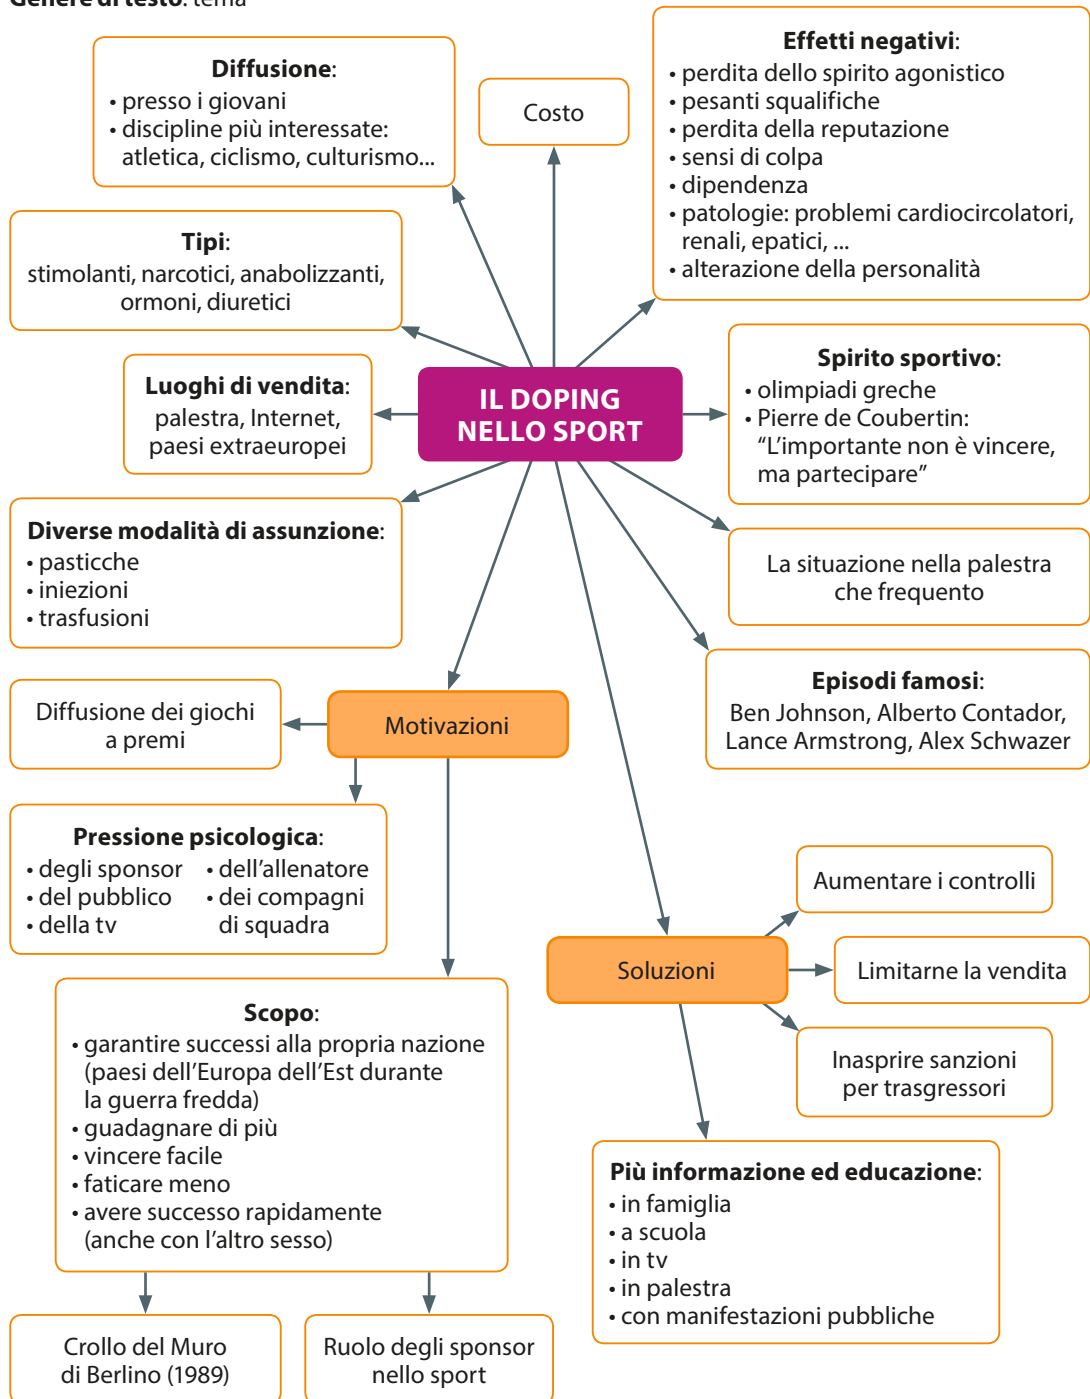 Genere di testo: tema
Diffusione:
• presso i giovani
• discipline più interessate:
atletica, ciclismo, culturismo...
Costo
Effetti negativi:
• perdita dello spirito agonistico
• pesanti squalifiche
• perdita della reputazione
• sensi di colpa
• dipendenza
• patologie: problemi cardiocircolatori,
renali, epatici, ...
• alterazione della personalità
Tipi:
stimolanti, narcotici, anabolizzanti,
ormoni, diuretici
Luoghi di vendita:
palestra, Internet,
paesi extraeuropei
IL DOPING
NELLO SPORT
Spirito sportivo:
• olimpiadi greche
• Pierre de Coubertin:
“L’importante non è vincere,
ma partecipare”
Diverse modalità di assunzione:
• pasticche
• iniezioni
• trasfusioni
La situazione nella palestra
che frequento
Episodi famosi:
Ben Johnson, Alberto Contador,
Lance Armstrong, Alex Schwazer
Diffusione dei giochi
a premi
Motivazioni
Pressione psicologica:
• degli sponsor
• del pubblico
• della tv
• dell’allenatore
• dei compagni
di squadra
Scopo:
• garantire successi alla propria nazione
(paesi dell’Europa dell’Est durante
la guerra fredda)
• guadagnare di più
• vincere facile
• faticare meno
• avere successo rapidamente
(anche con l’altro sesso)
Crollo del Muro
di Berlino (1989)
Ruolo degli sponsor
nello sport
Soluzioni
Aumentare i controlli
Limitarne la vendita
Inasprire sanzioni
per trasgressori
Più informazione ed educazione:
• in famiglia
• a scuola
• in tv
• in palestra
• con manifestazioni pubbliche